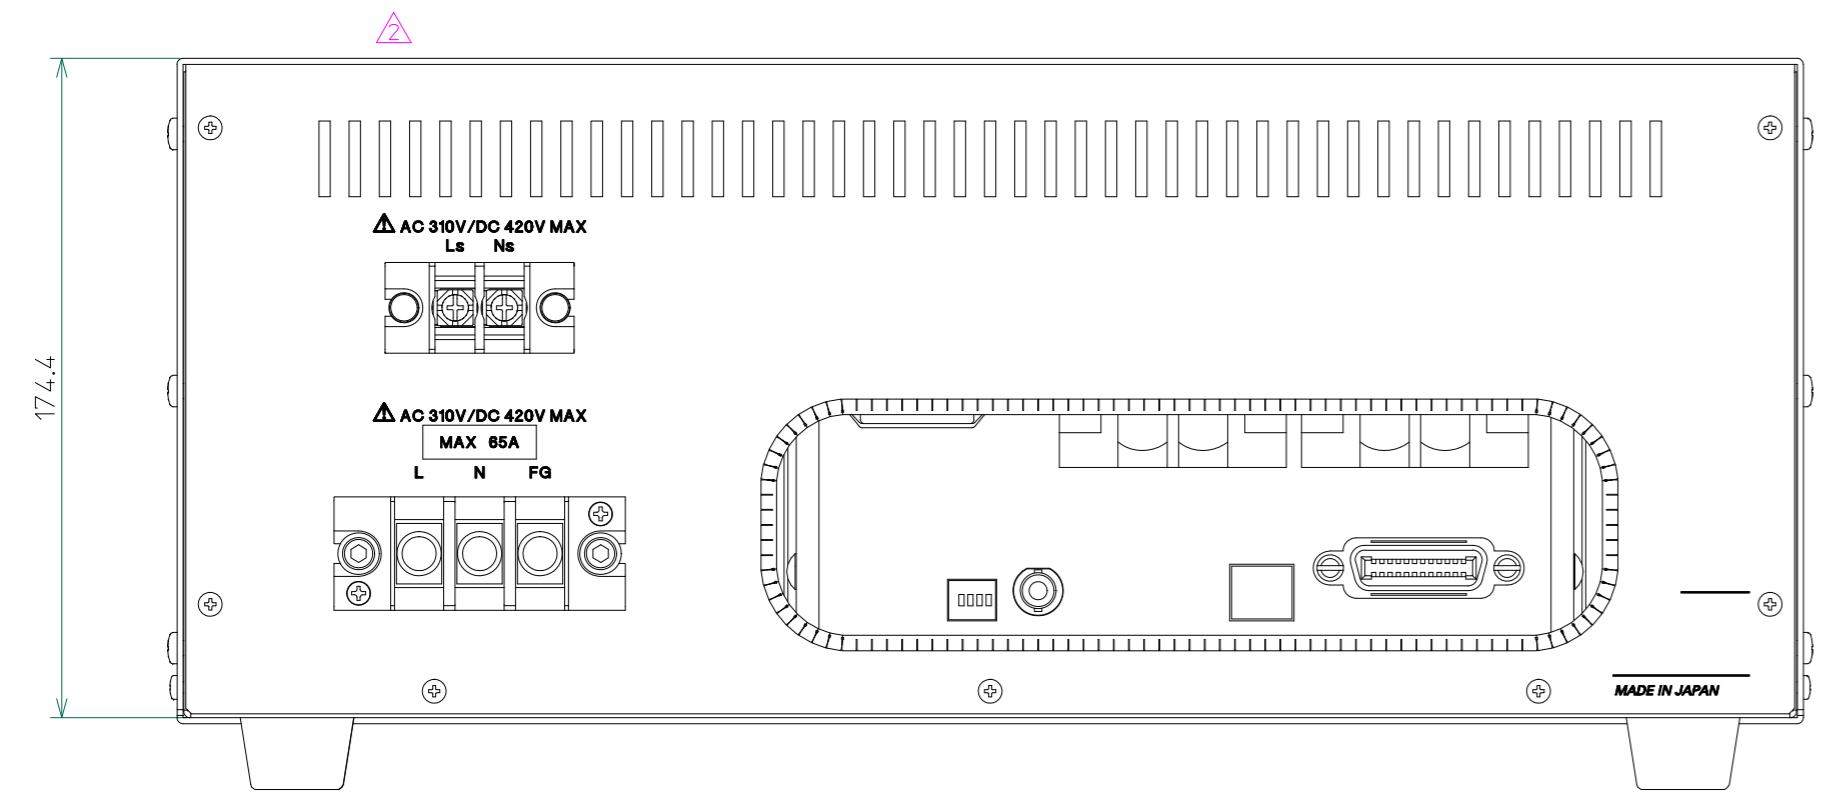 2
174.4
AC 310V/DC 420V MAX
Ls Ns
AC 310V/DC 420V MAX
MAX 65A
L N FG
MADE IN JAPAN